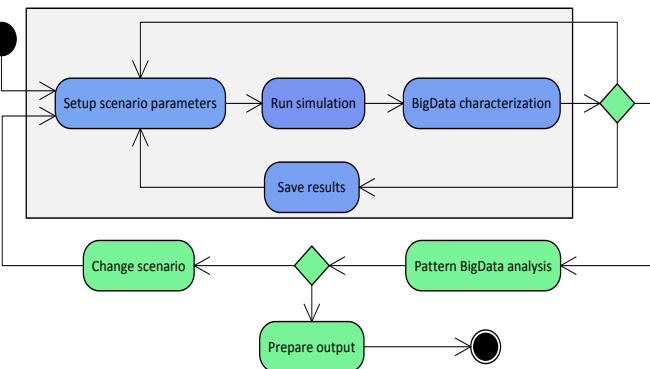 Setup scenario parameters
Run simulation
BigData characterization
Save results
Change scenario
Pattern BigData analysis
Prepare output